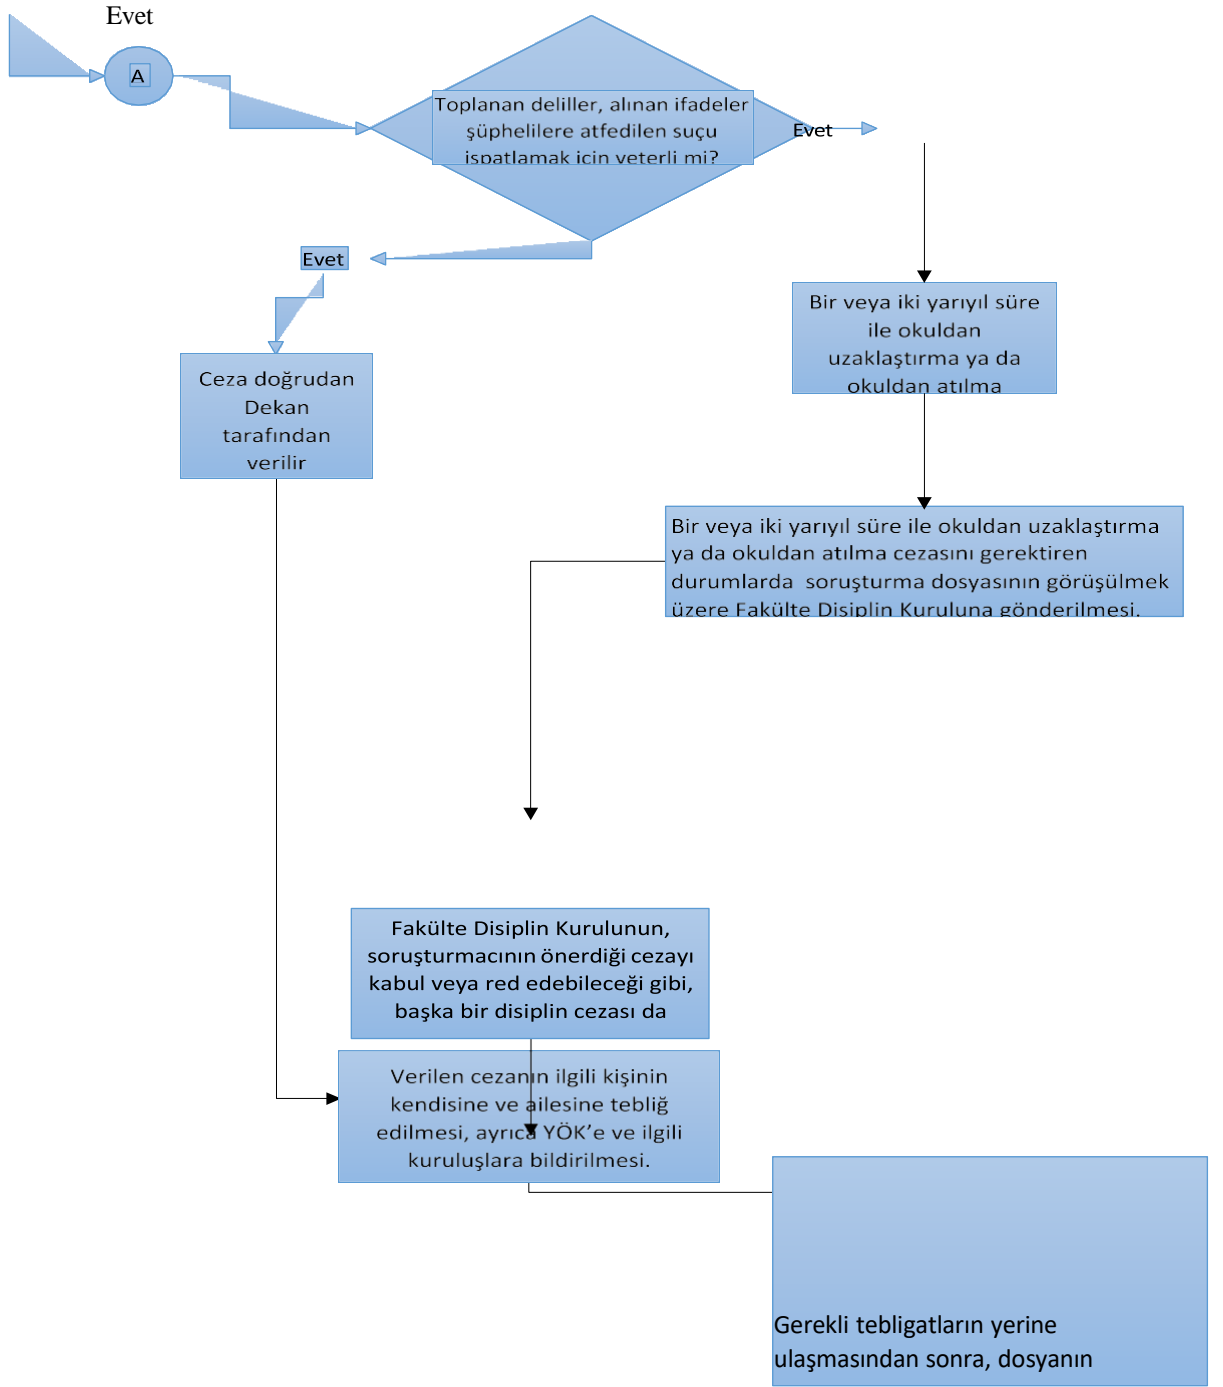 Evet
A
Toplanan deliller, alınan ifadeler
şüphelilere atfedilen suçu
ispatlamak için yeterli mi?
Evet
Evet
Bir veya iki yarıyıl süre
ile okuldan
uzaklaştırma ya da
okuldan atılma
Ceza doğrudan
Dekan
tarafından
verilir
Bir veya iki yarıyıl süre ile okuldan uzaklaştırma
ya da okuldan atılma cezasını gerektiren
durumlarda soruşturma dosyasının görüşülmek
üzere Fakülte Disiplin Kuruluna gönderilmesi.
Fakülte Disiplin Kurulunun,
soruşturmacının önerdiği cezayı
kabul veya red edebileceği gibi,
başka bir disiplin cezası da
Verilen cezanın ilgili kişinin
kendisine ve ailesine tebliğ
edilmesi, ayrıca YÖK’e ve ilgili
kuruluşlara bildirilmesi.
Gerekli tebligatların yerine
ulaşmasından sonra, dosyanın